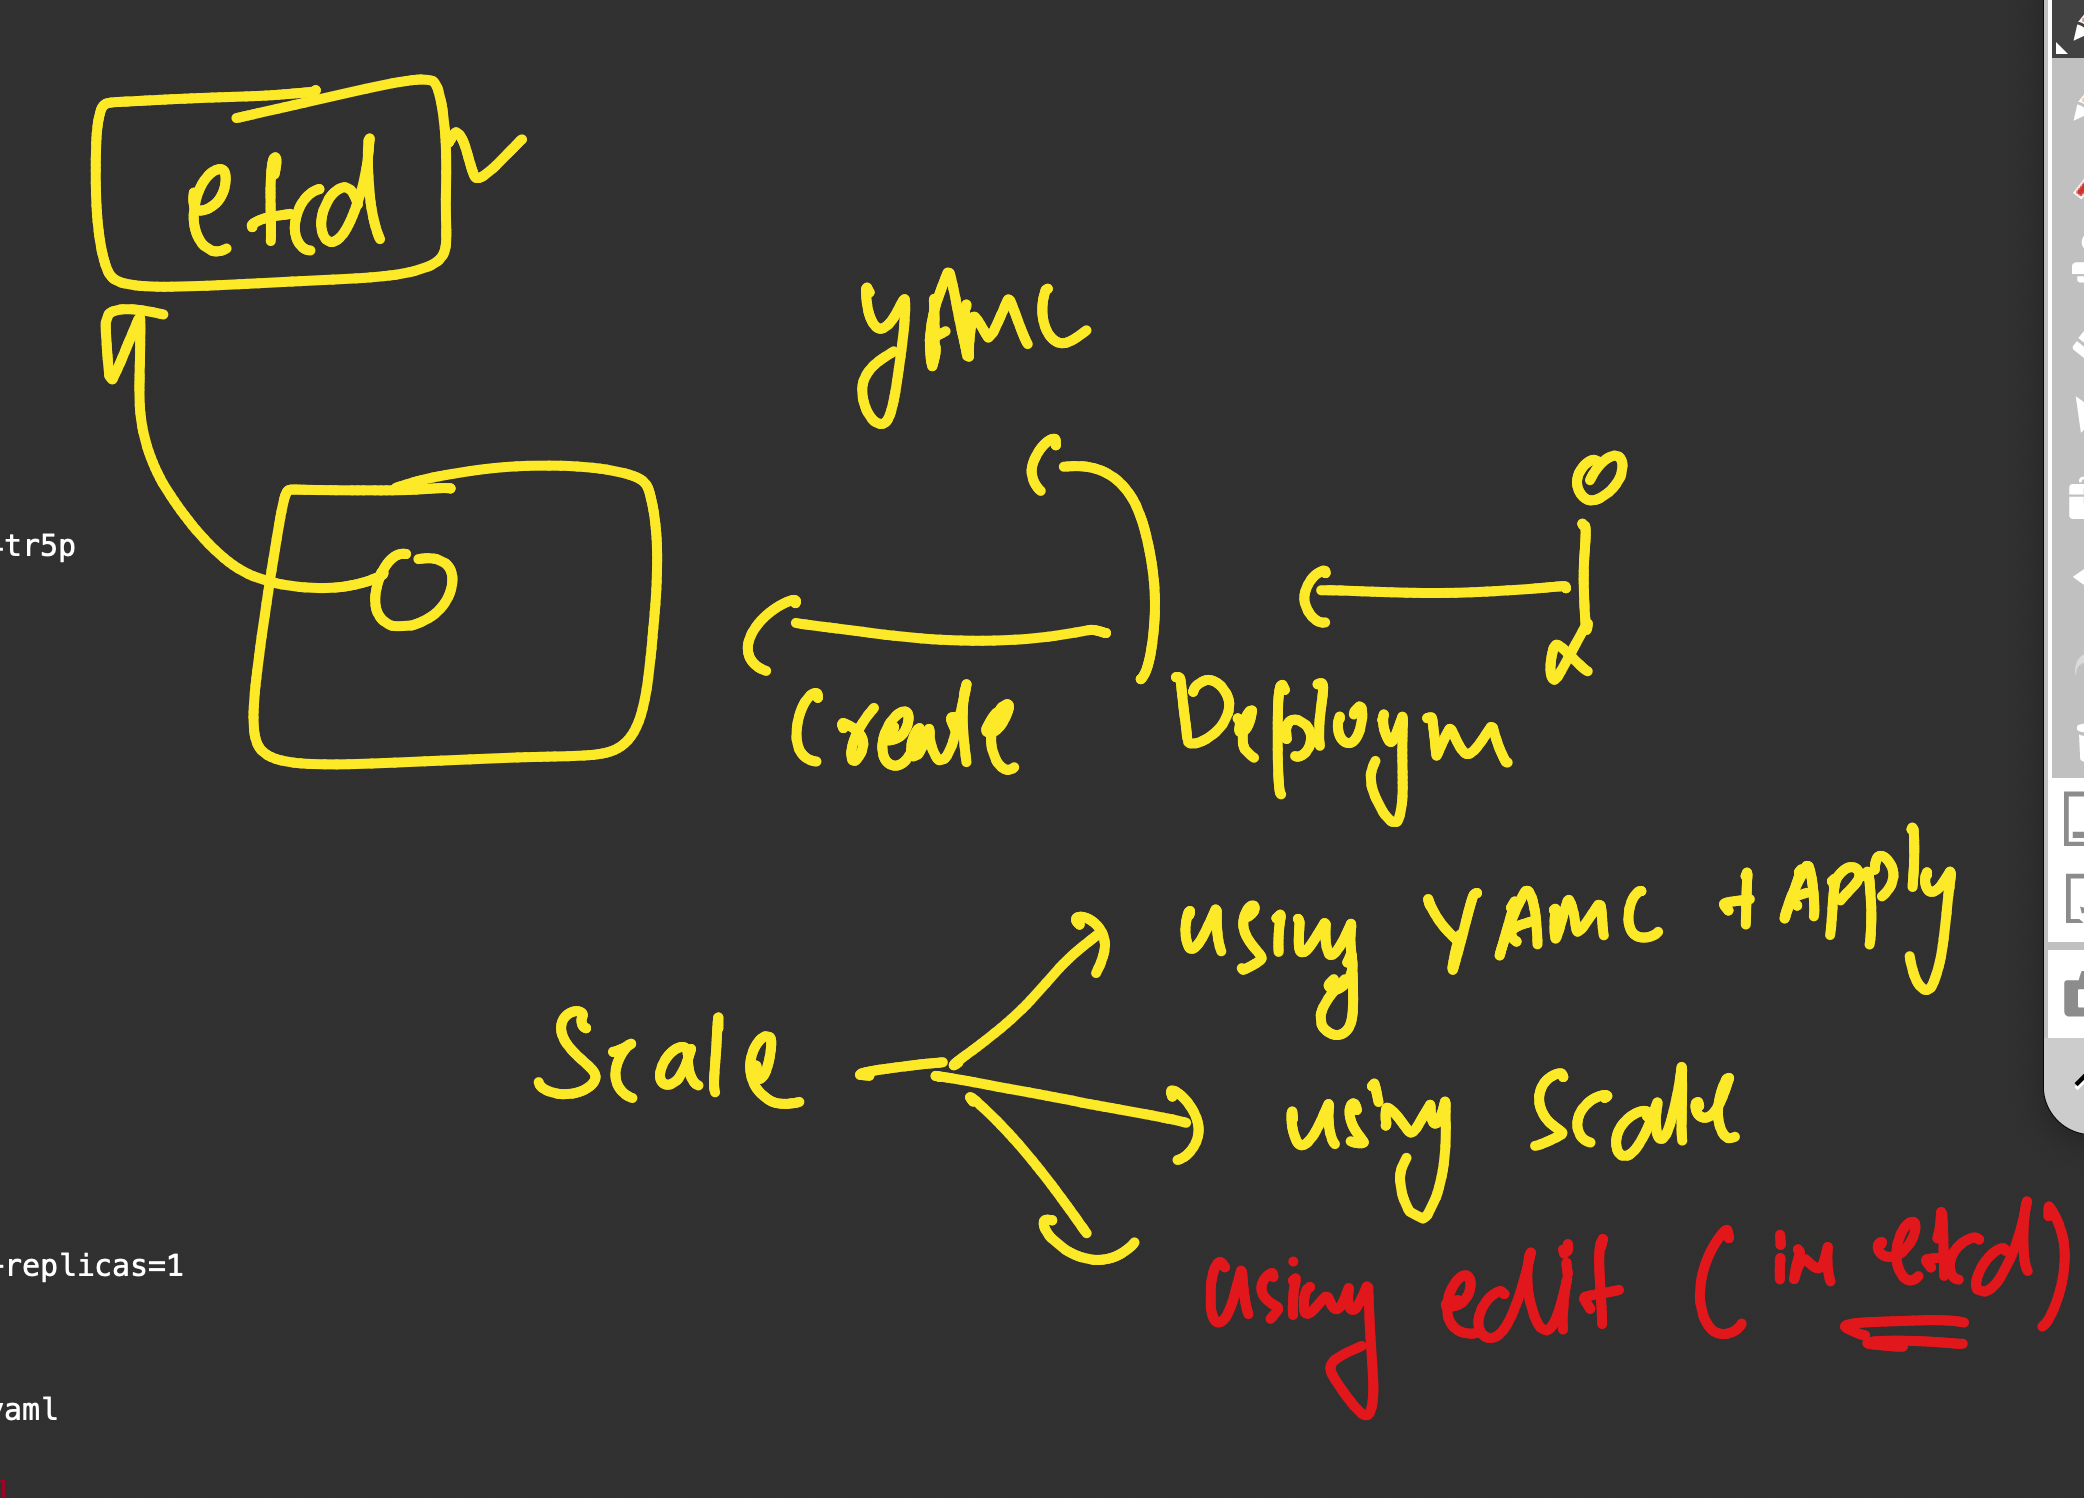 etcd
YAML
tr5p
Create
Deploym
using YAML + Apply
Scale
using Scale
using edit (in etcd)
-replicas=1
yaml